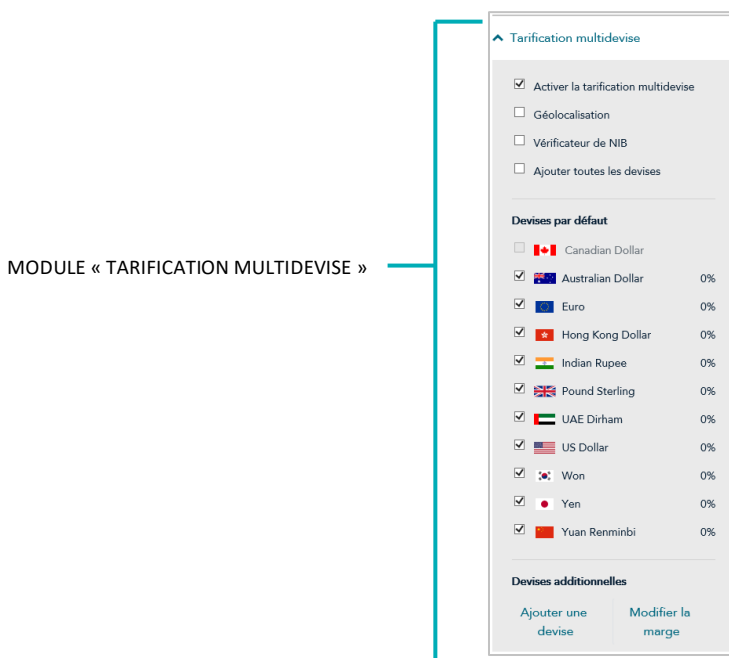 Tarification multidevise
Activer la tarification multidevise
Géolocalisation
Vérificateur de NIB
Ajouter toutes les devises
Devises par défaut
Canadian Dollar
MODULE « TARIFICATION MULTIDEVISE »
Australian Dollar 0%
Euro 0%
Hong Kong Dollar 0%
Indian Rupee 0%
Pound Sterling 0%
UAE Dirham 0%
US Dollar 0%
Won 0%
Yen 0%
Yuan Renminbi 0%
Devises additionnelles
Ajouter une devise
Modifier la marge